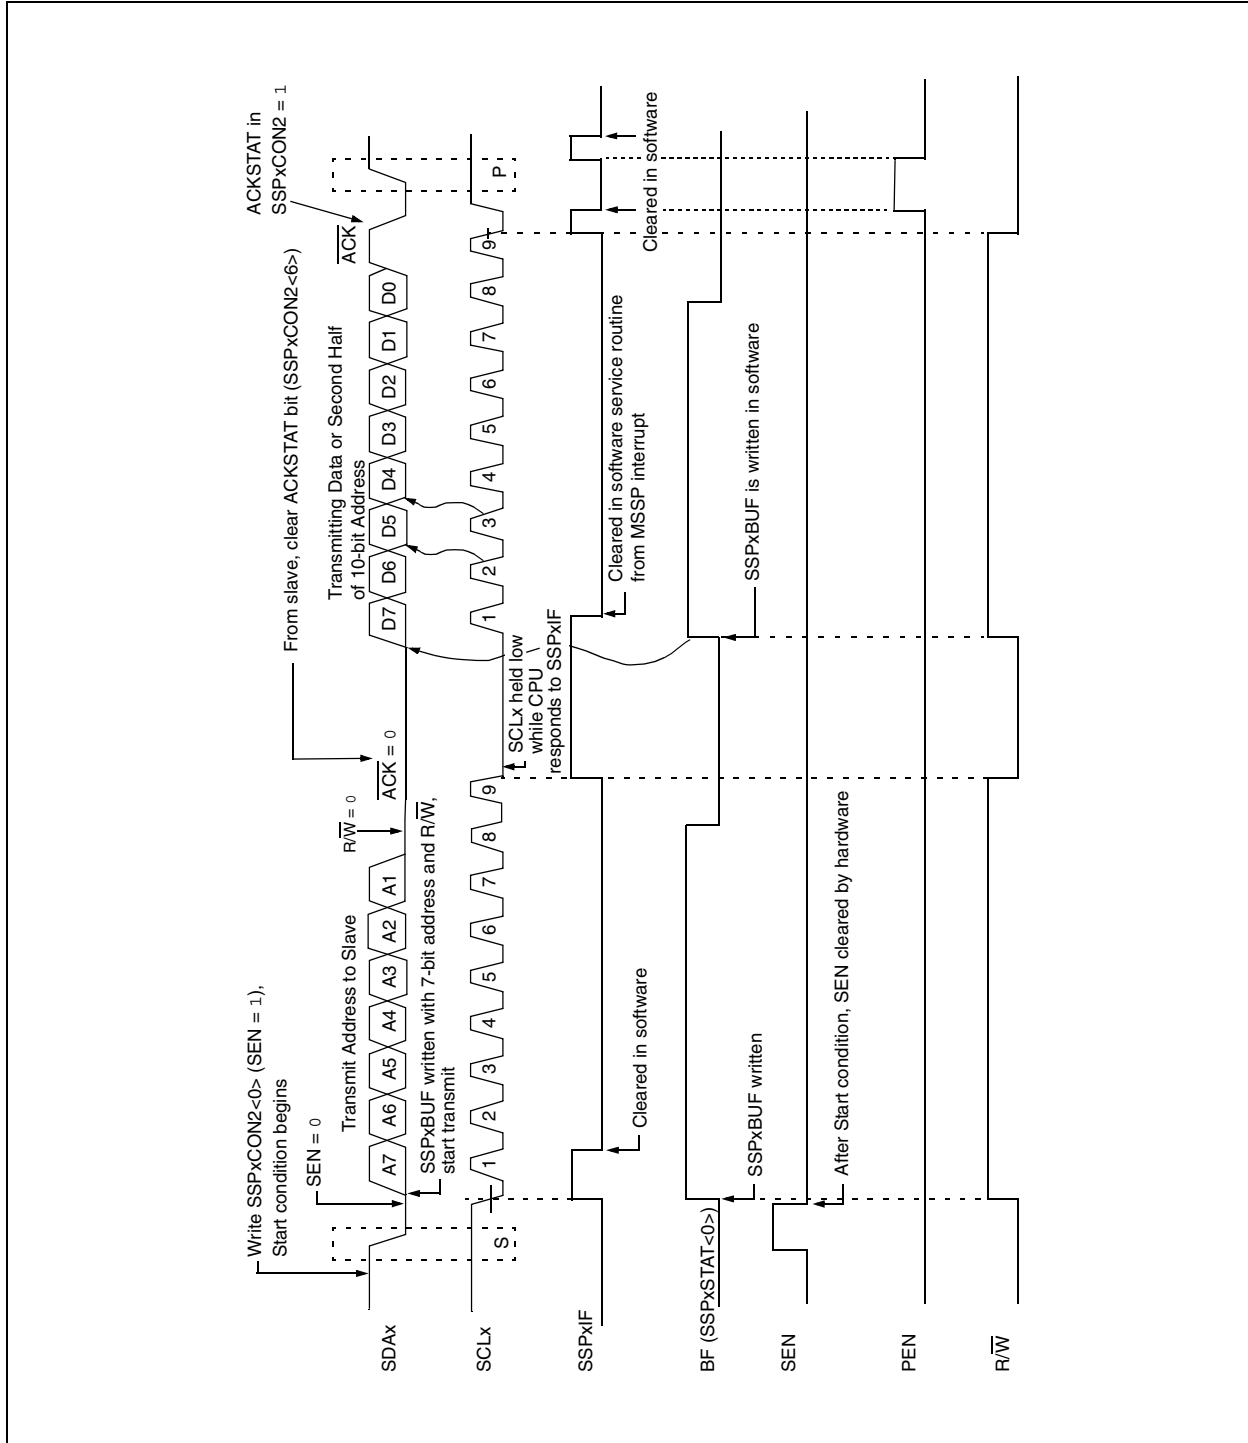 Write SSPxCON2<0> (SEN = 1),
Start condition begins
From slave, clear ACKSTAT bit (SSPxCON2<6>)
ACKSTAT in
SSPxCON2 = 1
SEN = 0
Transmit Address to Slave
R/W = 0
Transmitting Data or Second Half
of 10-bit Address
ACK
SDAx
A7 A6 A5 A4 A3 A2 A1
ACK = 0
D7 D6 D5 D4 D3 D2 D1 D0
SSPxBUF written with 7-bit address and R/W,
start transmit
SCLx
S
1 2 3 4 5 6 7 8 9
1 2 3 4 5 6 7 8 9
P
SCLx held low
while CPU
responds to SSPxIF
SSPxIF
Cleared in software
Cleared in software service routine
from MSSP interrupt
Cleared in software
Cleared in software
BF (SSPxSTAT<0>)
SSPxBUF written
SSPxBUF is written in software
SEN
After Start condition, SEN cleared by hardware
PEN
R/W